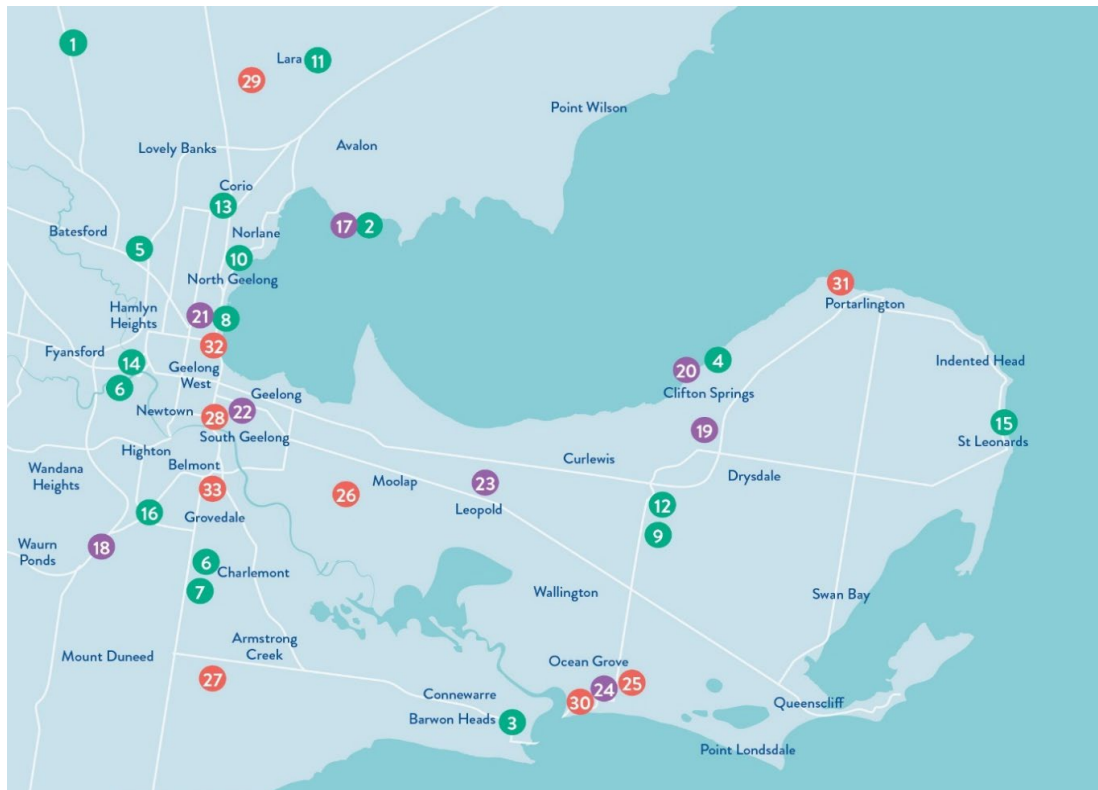 1
Lara
11
29
Point Wilson
Lovely Banks
Avalon
Corio
13
17
2
Batesford
Norlane
5
10
North Geelong
31
Portarlington
Hamlyn
Heights
21
8
32
Fyansford
14
Geelong
West
20
4
Indented Head
6
Geelong
Clifton Springs
Newtown
28
22
South Geelong
19
15
St Leonards
Highton
Belmont
Curlewis
Wandana
Heights
Moolap
23
Drysdale
33
26
Leopold
12
16
Grovedale
9
Waurn
Ponds
18
6
Charlemont
7
Wallington
Swan Bay
Armstrong
Creek
Mount Duneed
Ocean Grove
27
25
24
30
Connewarre
Queenscliff
Barwon Heads
3
Point Londsdale